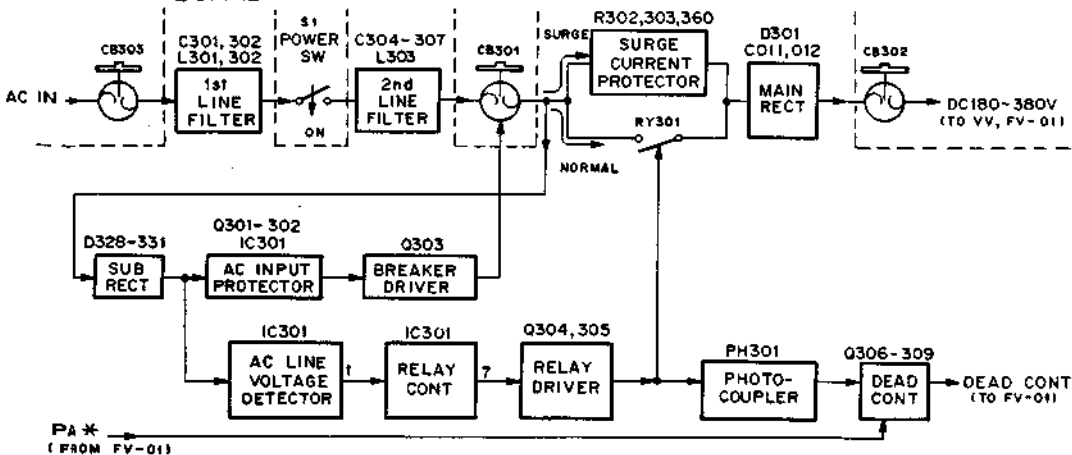 R302,303,360
CB303
C301,302
L301,302
S1
POWER
SW
C304-307
L303
CB301
SURGE
SURGE
CURRENT
PROTECTOR
D301
C011,012
CB302
AC IN
1st
LINE
FILTER
ON
2nd
LINE
FILTER
MAIN
RECT
DC180~380V
(TO VV, FV-01)
RY301
NORMAL
D328-331
SUB
RECT
Q301-302
IC301
AC INPUT
PROTECTOR
Q303
BREAKER
DRIVER
IC301
AC LINE
VOLTAGE
DETECTOR
1
IC301
RELAY
CONT
7
Q304,305
RELAY
DRIVER
PH301
PHOTO-
COUPLER
Q306-309
DEAD
CONT
DEAD CONT
(TO FV-01)
PA*
(FROM FV-01)